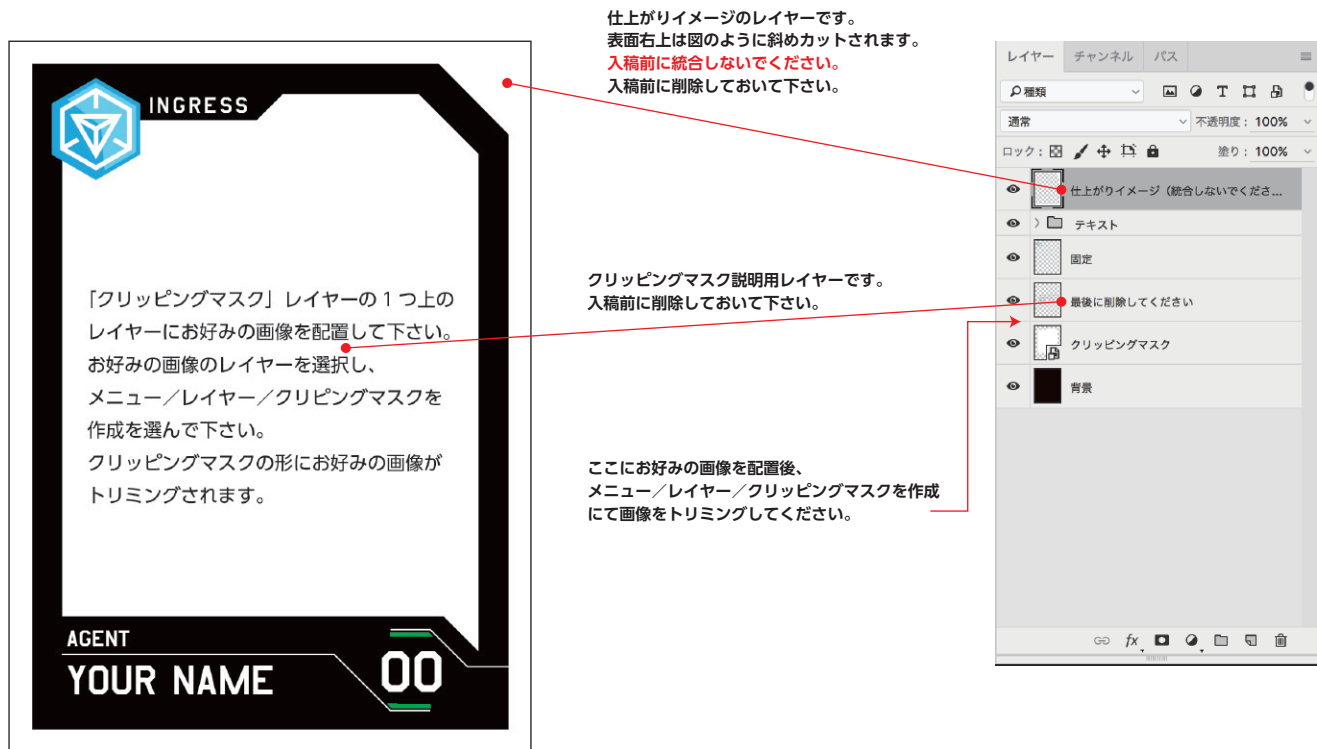 仕上がりイメージのレイヤーです。
表面右上は図のように斜めカットされます。
入稿前に統合しないでください。
入稿前に削除しておいて下さい。
INGRESS
「クリッピングマスク」レイヤーの1つ上の
レイヤーにお好みの画像を配置して下さい。
お好みの画像のレイヤーを選択し、
メニュー／レイヤー／クリピングマスクを
作成を選んで下さい。
クリッピングマスクの形にお好みの画像が
トリミングされます。
AGENT
YOUR NAME
00
クリッピングマスク説明用レイヤーです。
入稿前に削除しておいて下さい。
ここにお好みの画像を配置後、
メニュー／レイヤー／クリッピングマスクを作成
にて画像をトリミングしてください。
レイヤー チャンネル パス
種類
通常 不透明度： 100%
ロック： 塗り： 100%
仕上がりイメージ（統合しないでくださ...
テキスト
固定
最後に削除してください
クリッピングマスク
背景
fx